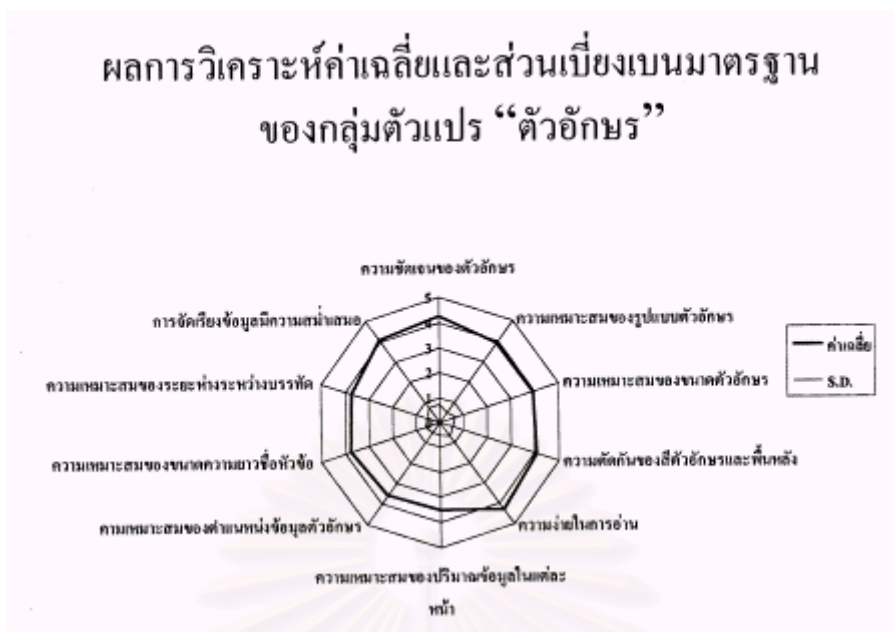 ผลการวิเคราะห์ค่าเฉลี่ยและส่วนเบี่ยงเบนมาตรฐาน
ของกลุ่มตัวแปร “ตัวอักษร”
ความชัดเจนของตัวอักษร
ความเหมาะสมของรูปแบบตัวอักษร
ความเหมาะสมของขนาดตัวอักษร
ความตัดกันของสีตัวอักษรและพื้นหลัง
ความง่ายในการอ่าน
ความเหมาะสมของปริมาณข้อมูลในแต่ละ
หน้า
ความเหมาะสมของตำแหน่งข้อมูลตัวอักษร
ความเหมาะสมของขนาดความยาวชื่อหัวข้อ
ความเหมาะสมของระยะห่างระหว่างบรรทัด
การจัดเรียงข้อมูลมีความสม่ำเสมอ
5
4
3
2
1
ค่าเฉลี่ย
S.D.